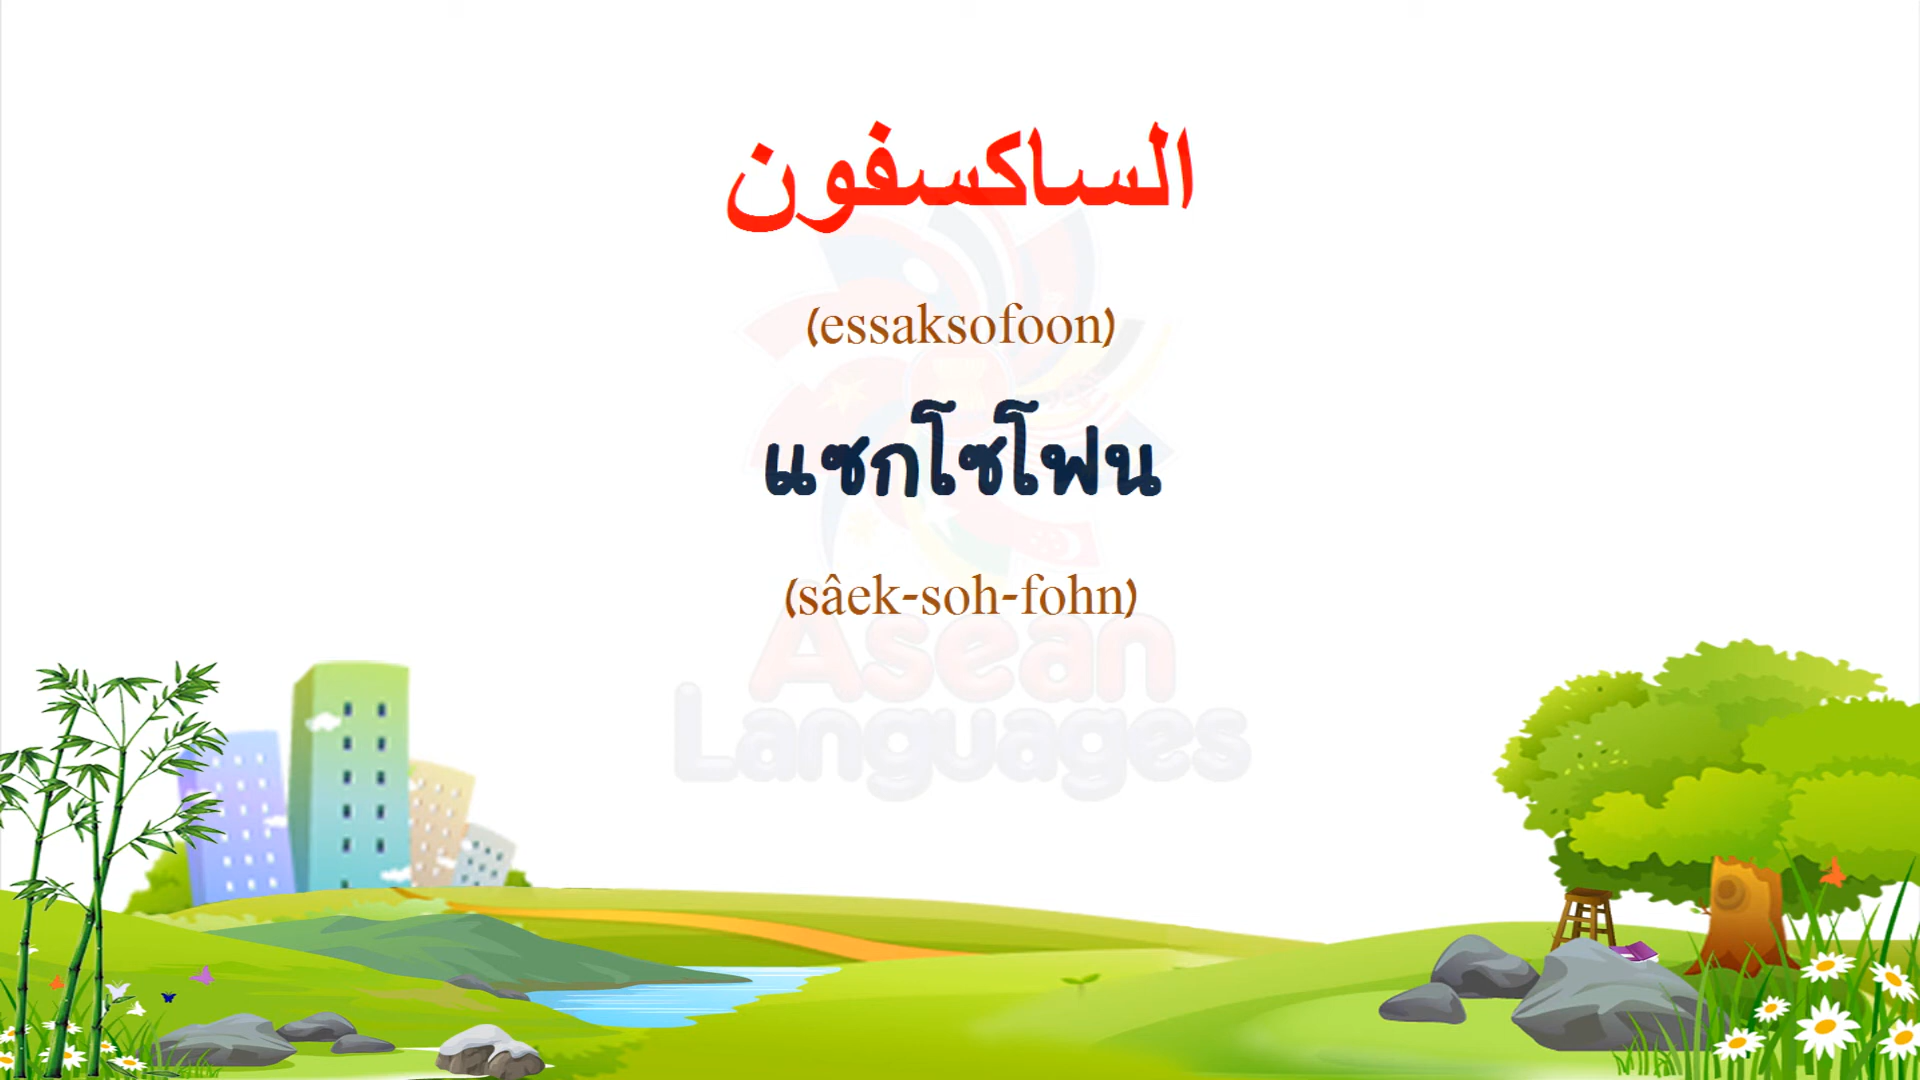 الساكسفون
(essaksofoon)
แซกโซโฟน
(sâek-soh-fohn)
Asean
Languages